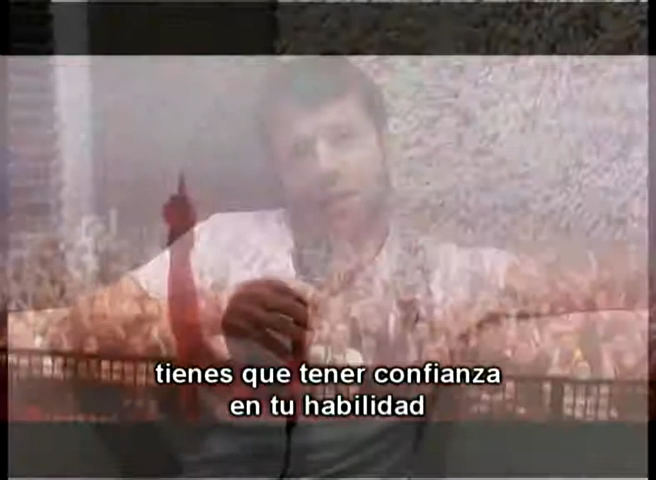 tienes que tener confianza
en tu habilidad